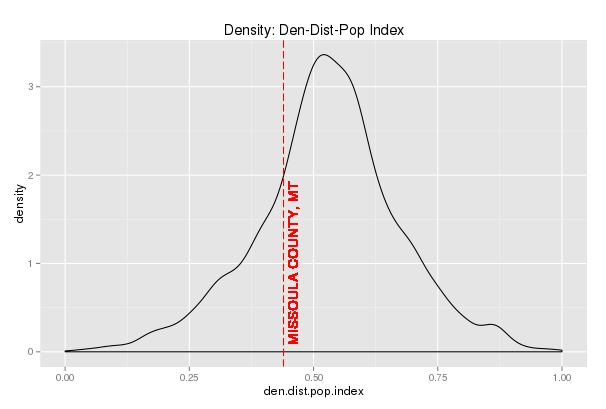 Density: Den-Dist-Pop Index
density
3
2
1
0
MISSOULA COUNTY, MT
0.00 0.25 0.50 0.75 1.00
den.dist.pop.index